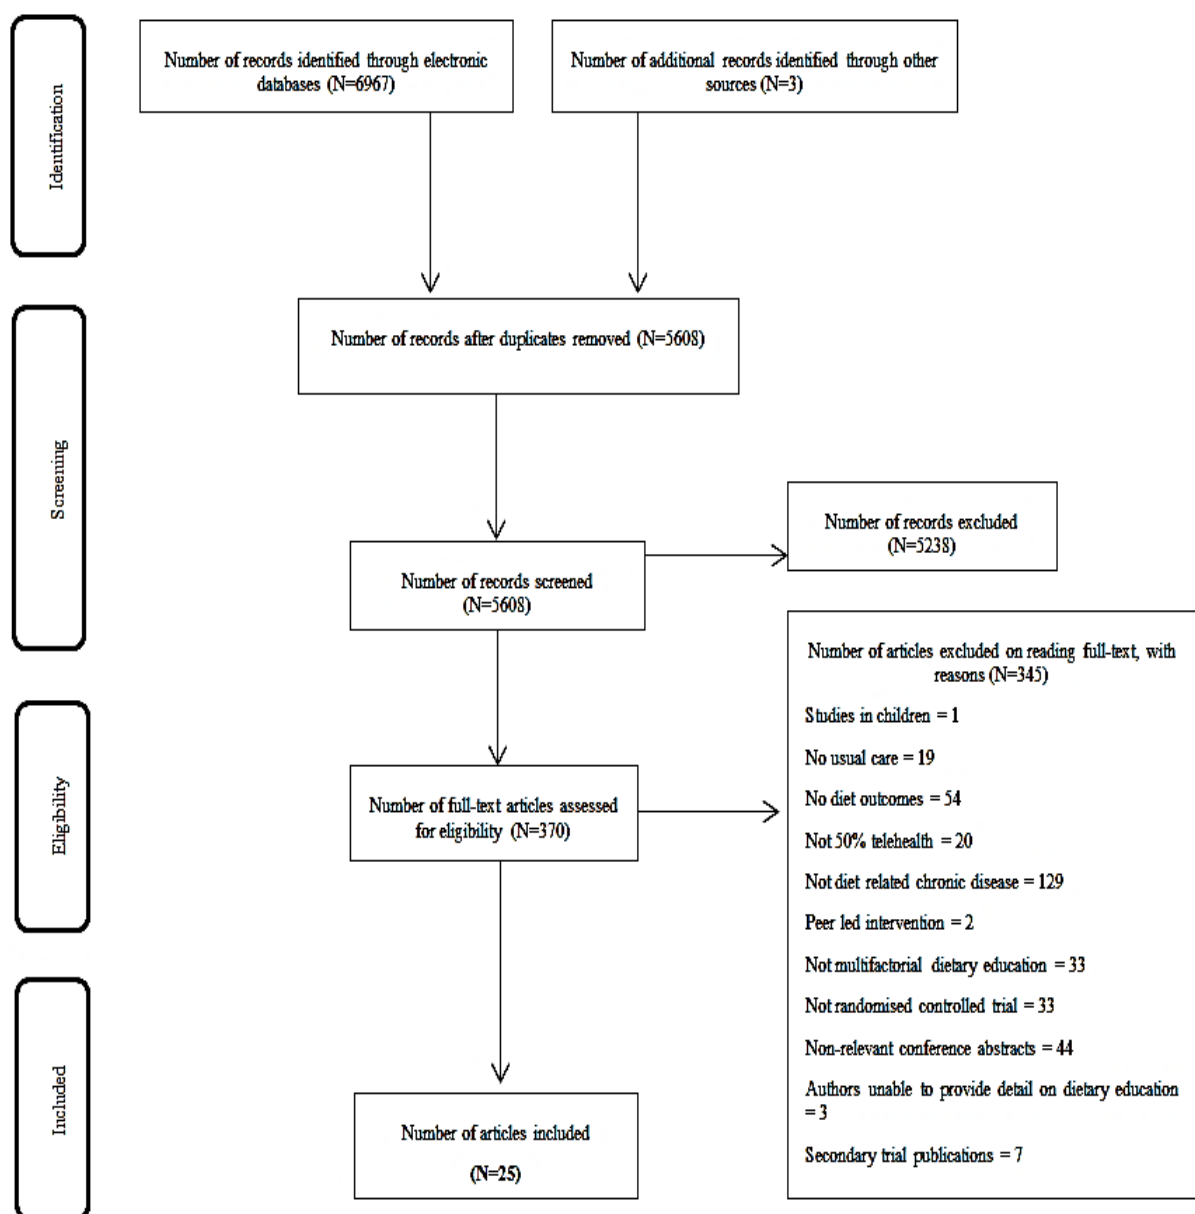 Identification
Number of records identified through electronic
databases (N=6967)
Number of additional records identified through other
sources (N=3)
Screening
Number of records after duplicates removed (N=5608)
Number of records screened
(N=5608)
Number of records excluded
(N=5238)
Eligibility
Number of full-text articles assessed
for eligibility (N=370)
Number of articles excluded on reading full-text, with
reasons (N=345)
Studies in children = 1
No usual care = 19
No diet outcomes = 54
Not 50% telehealth = 20
Not diet related chronic disease = 129
Peer led intervention = 2
Not multifactorial dietary education = 33
Not randomised controlled trial = 33
Non-relevant conference abstracts = 44
Authors unable to provide detail on dietary education
= 3
Secondary trial publications = 7
Included
Number of articles included
(N=25)